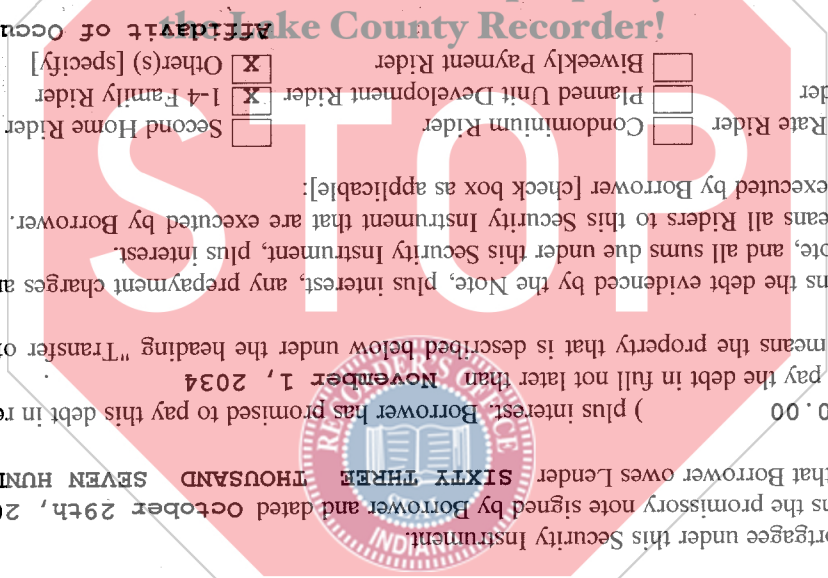 rtgagee under this Security Instrument.
ns the promissory note signed by Borrower and dated October 29th, 2
that Borrower owes Lender SIXTY THREE THOUSAND SEVEN HUN
0.00 ) plus interest. Borrower has promised to pay this debt in r
pay the debt in full not later than November 1, 2034 .
means the property that is described below under the heading "Transfer o
ns the debt evidenced by the Note, plus interest, any prepayment charges a
ote, and all sums due under this Security Instrument, plus interest.
eans all Riders to this Security Instrument that are executed by Borrower.
executed by Borrower [check box as applicable]:
Rate Rider Condominium Rider Second Home Rider
der Planned Unit Development Rider X 1-4 Family Rider
Biweekly Payment Rider X Other(s) [specify]
Affidavit of Occu
the Lake County Recorder!
STOP
RECORDER'S OFFICE
SEAL
INDIANA